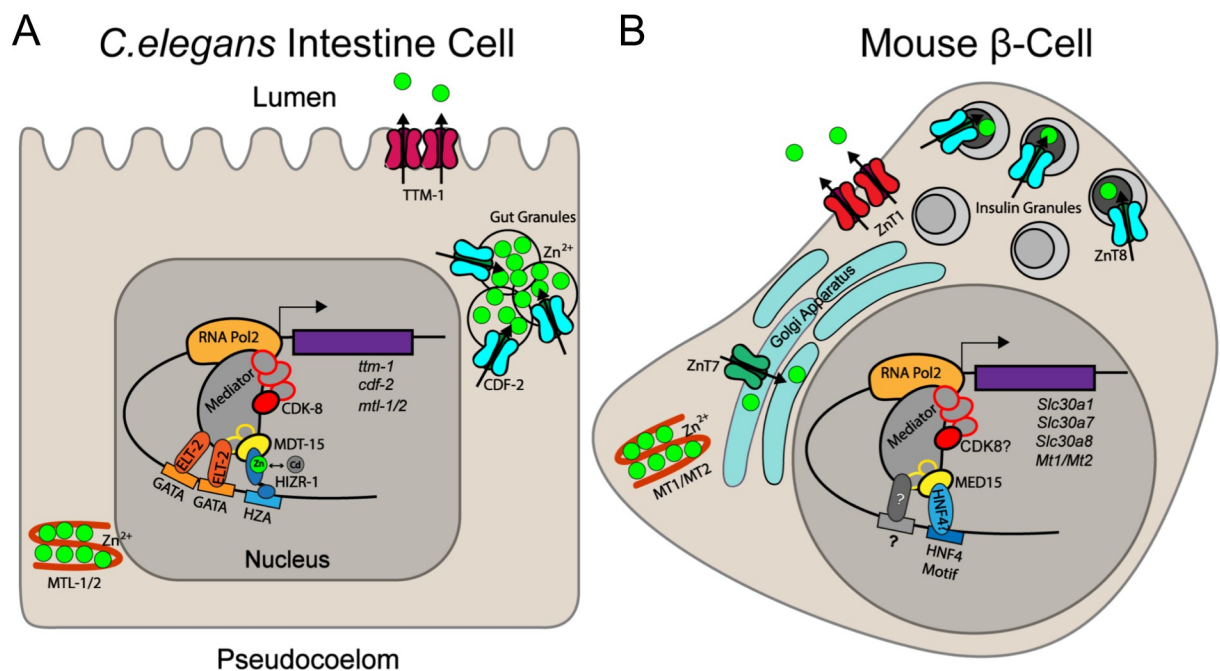 A
C.elegans Intestine Cell
Lumen
TTM-1
Gut Granules
Zn2+
CDF-2
RNA Pol2
Mediator
ttm-1
cdf-2
mtl-1/2
CDK-8
MDT-15
ELT-2
ELT-2
Zn
Cd
HIZR-1
GATA
GATA
HZA
Nucleus
Zn2+
MTL-1/2
Pseudocoelom
B
Mouse β-Cell
ZnT1
Insulin Granules
ZnT8
Golgi Apparatus
ZnT7
Zn2+
MT1/MT2
RNA Pol2
Mediator
Slc30a1
Slc30a7
Slc30a8
Mt1/Mt2
CDK8?
MED15
?
HNF4?
?
HNF4
Motif